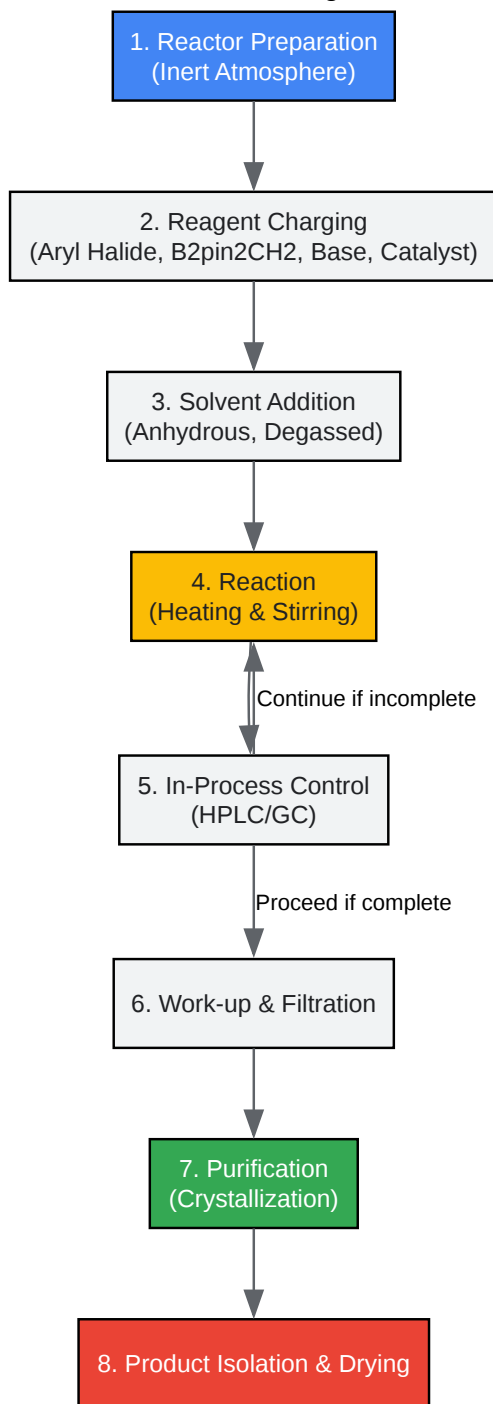 1. Reactor Preparation
(Inert Atmosphere)
2. Reagent Charging
(Aryl Halide, B2pin2CH2, Base, Catalyst)
3. Solvent Addition
(Anhydrous, Degassed)
4. Reaction
(Heating & Stirring)
Continue if incomplete
5. In-Process Control
(HPLC/GC)
Proceed if complete
6. Work-up & Filtration
7. Purification
(Crystallization)
8. Product Isolation & Drying